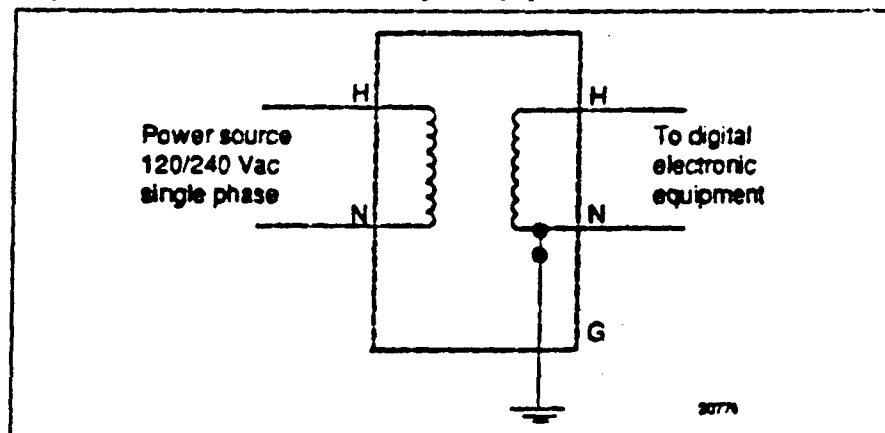 H
H
Power source
120/240 Vac
single phase
To digital
electronic
equipment
N
N
G